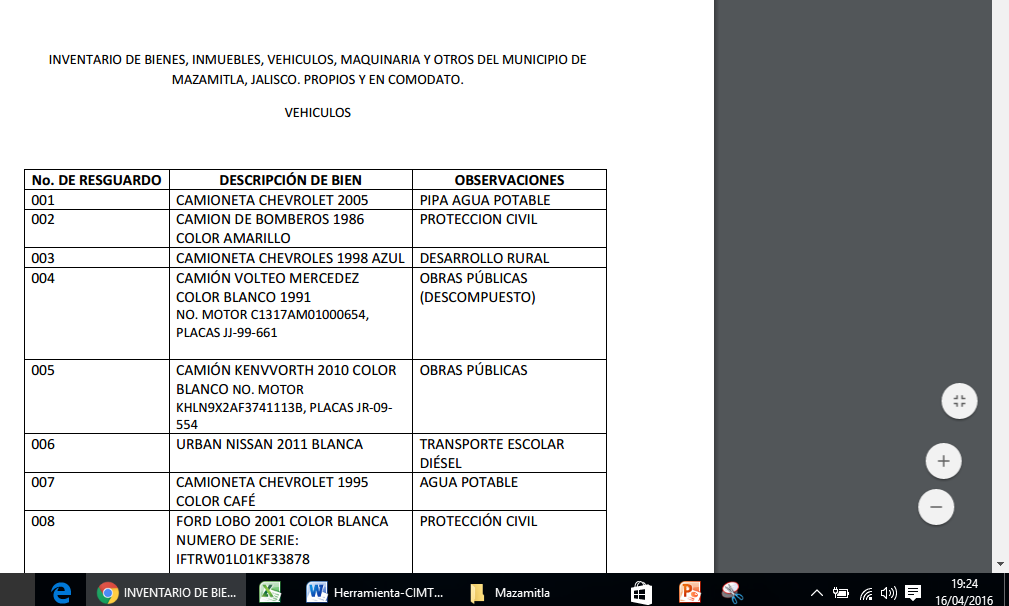 INVENTARIO DE BIENES, INMUEBLES, VEHICULOS, MAQUINARIA Y OTROS DEL MUNICIPIO DE
MAZAMITLA, JALISCO. PROPIOS Y EN COMODATO.
VEHICULOS
No. DE RESGUARDO DESCRIPCIÓN DE BIEN OBSERVACIONES
001 CAMIONETA CHEVROLET 2005 PIPA AGUA POTABLE
002 CAMION DE BOMBEROS 1986 PROTECCION CIVIL
COLOR AMARILLO
003 CAMIONETA CHEVROLES 1998 AZUL DESARROLLO RURAL
004 CAMIÓN VOLTEO MERCEDEZ OBRAS PÚBLICAS
COLOR BLANCO 1991 (DESCOMPUESTO)
NO. MOTOR C1317AM01000654,
PLACAS JJ-99-661
005 CAMIÓN KENVVORTH 2010 COLOR OBRAS PÚBLICAS
BLANCO NO. MOTOR
KHLN9X2AF3741113B, PLACAS JR-09-
554
006 URBAN NISSAN 2011 BLANCA TRANSPORTE ESCOLAR
DIÉSEL
007 CAMIONETA CHEVROLET 1995 AGUA POTABLE
COLOR CAFÉ
008 FORD LOBO 2001 COLOR BLANCA PROTECCIÓN CIVIL
NUMERO DE SERIE:
IFTRW01L01KF33878
INVENTARIO DE BIE... Herramienta-CIMT... Mazamitla 19:24
16/04/2016